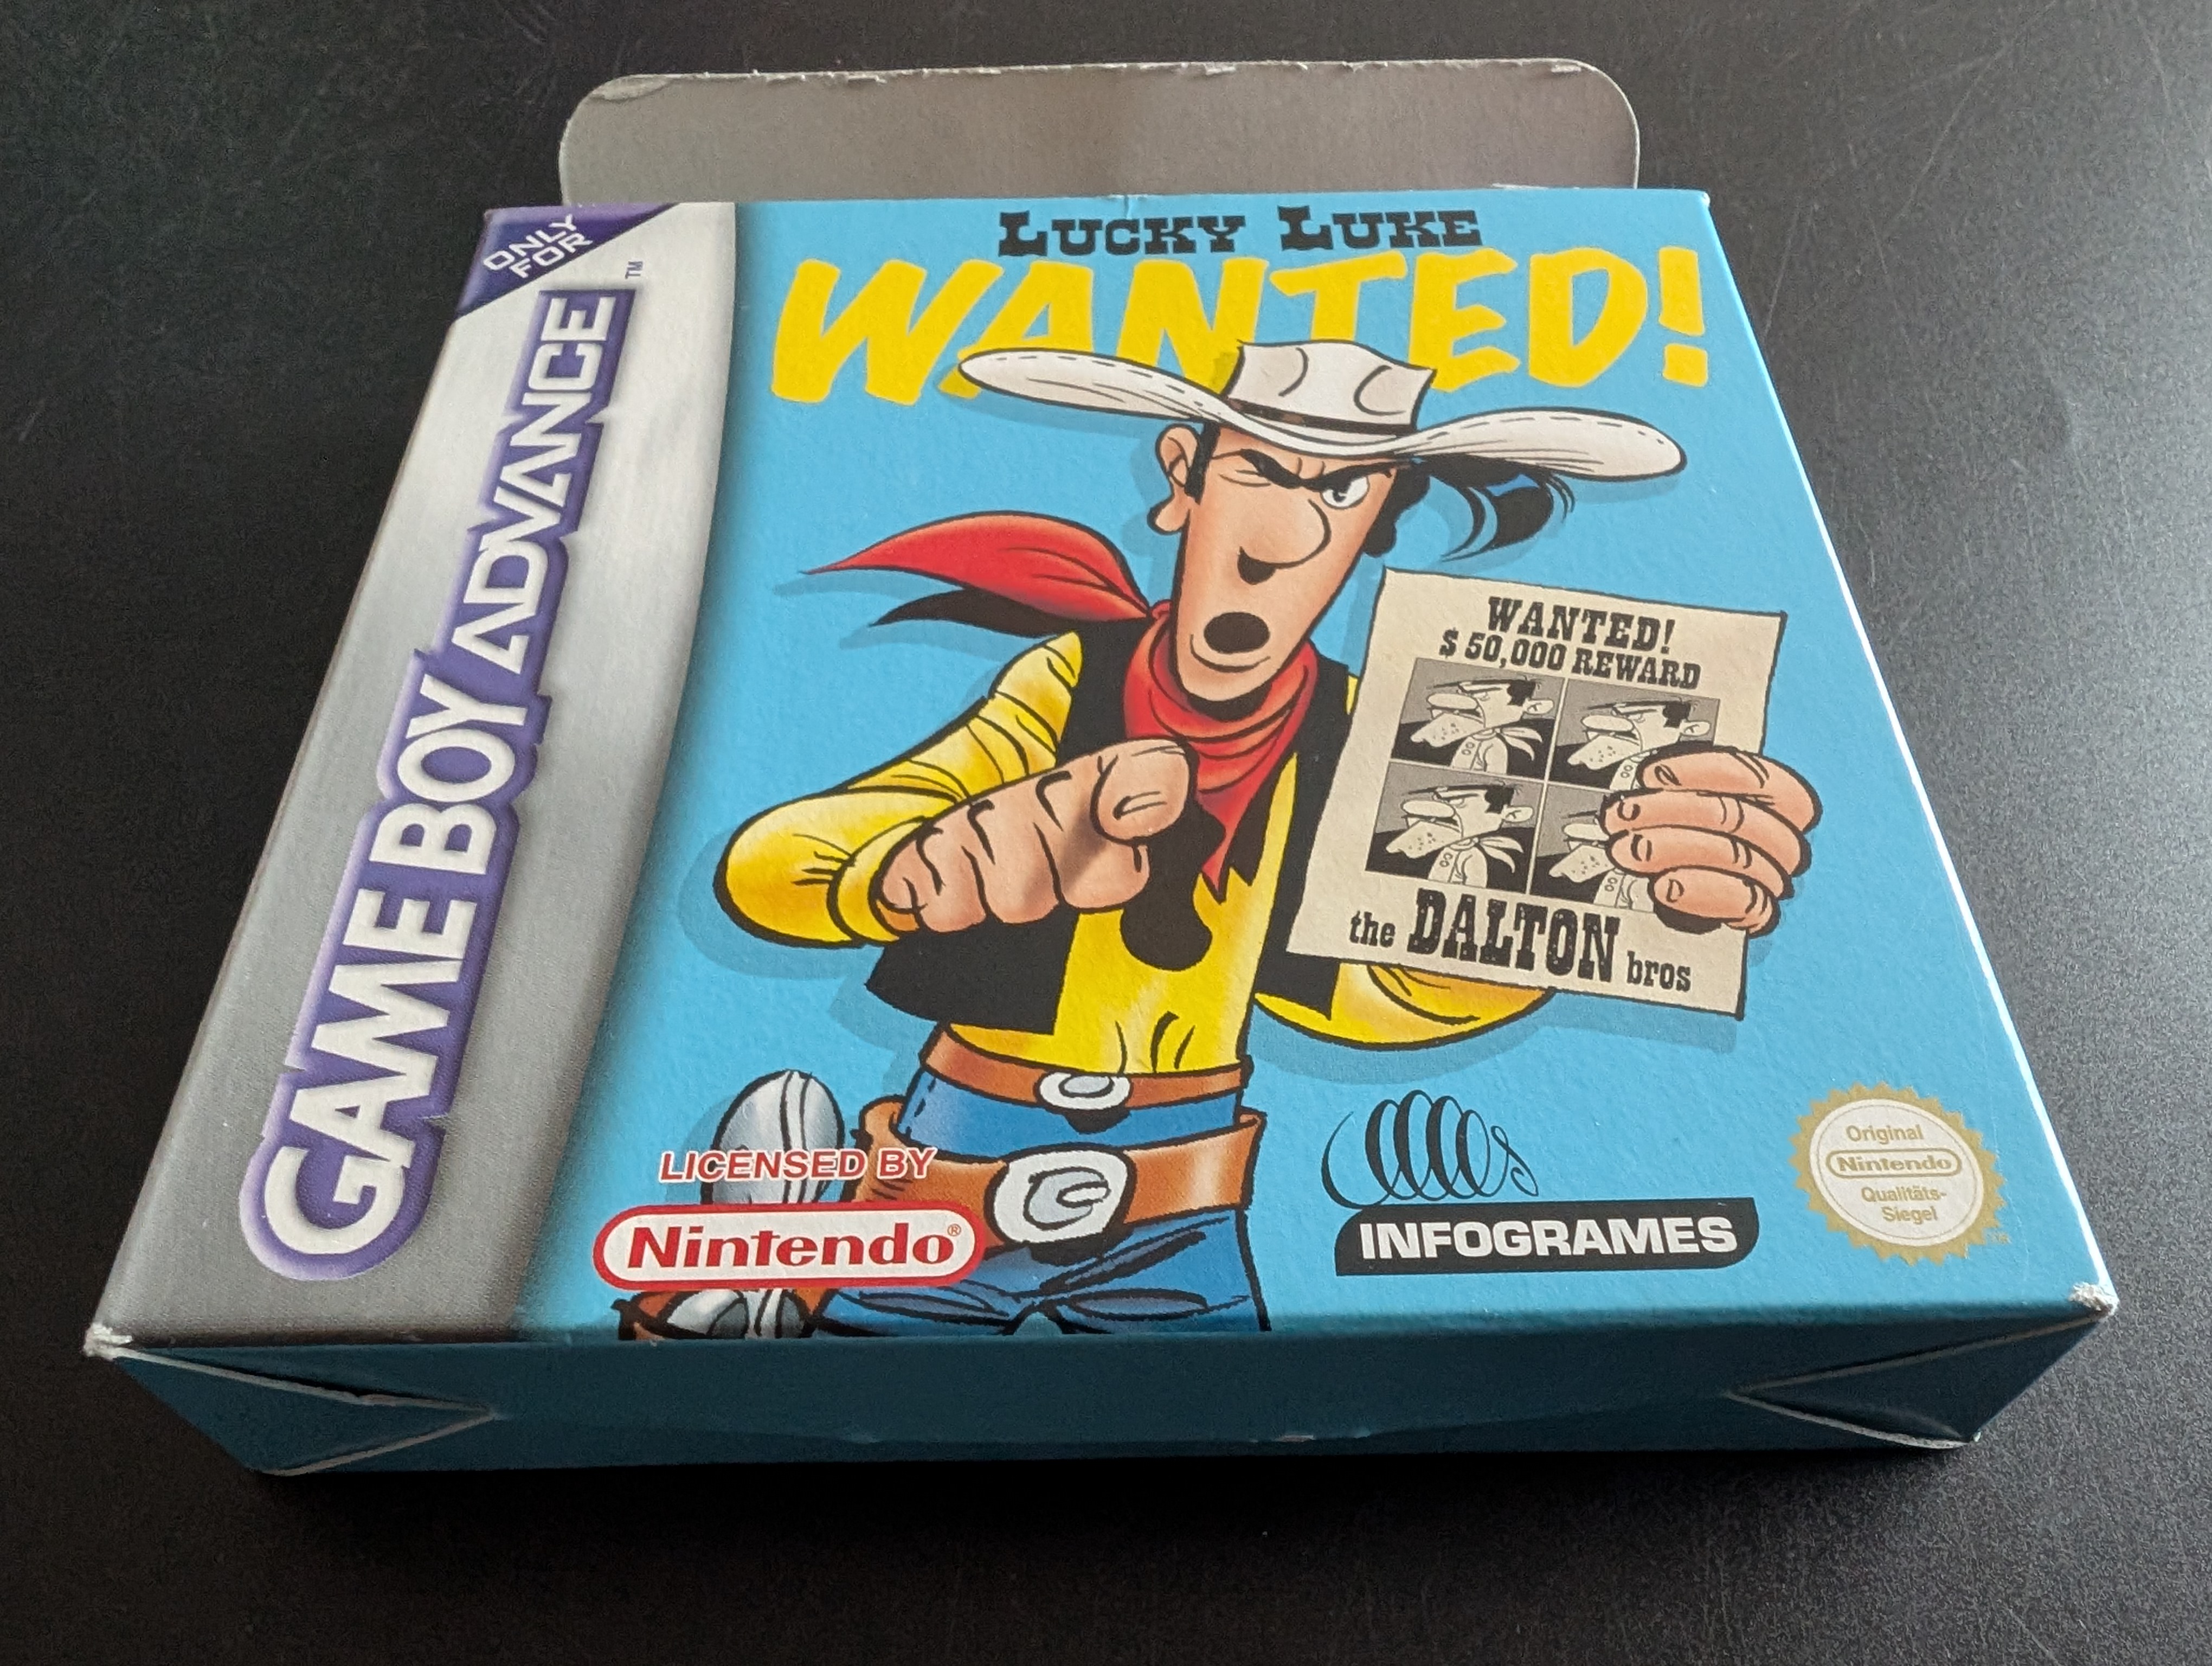 ONLY
FOR
GAME BOY ADVANCE™
LUCKY LUKE
WANTED!
WANTED!
$ 50,000 REWARD
the DALTON bros
LICENSED BY
Nintendo®
INFOGRAMES
Original
Nintendo
Qualitäts-
Siegel
TM